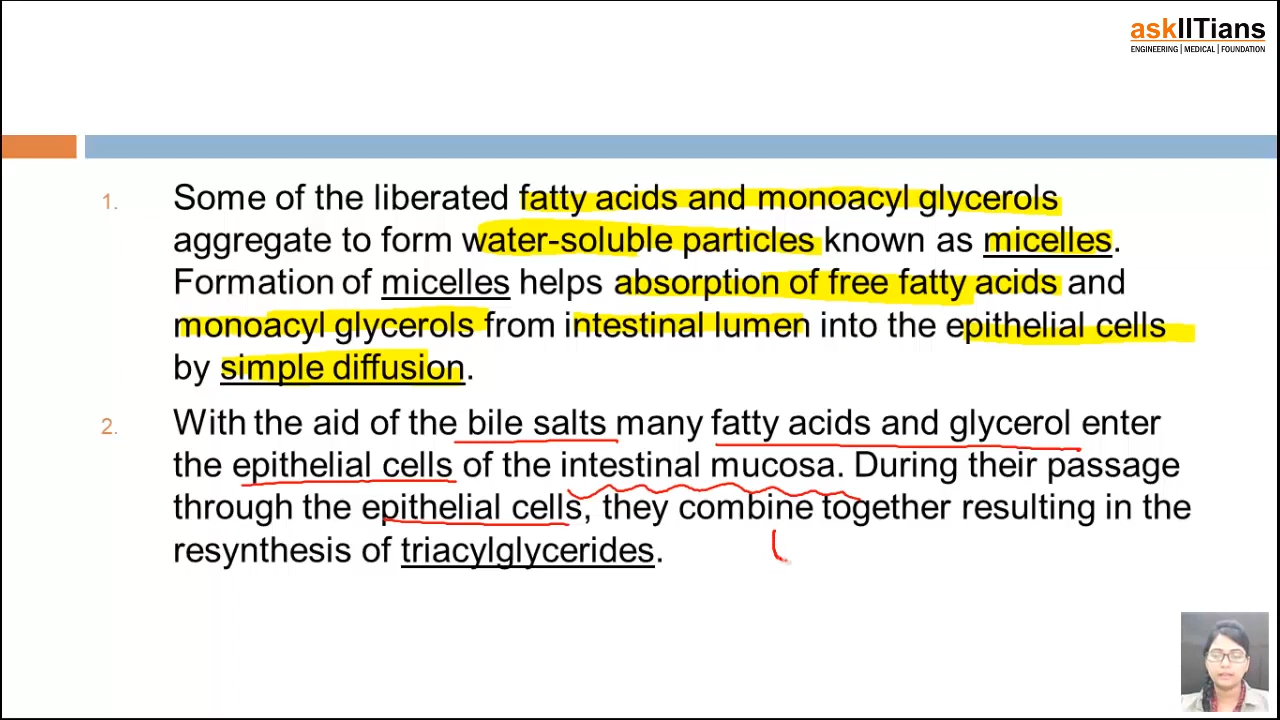 askIITians
ENGINEERING | MEDICAL | FOUNDATION
1. Some of the liberated fatty acids and monoacyl glycerols
aggregate to form water-soluble particles known as micelles.
Formation of micelles helps absorption of free fatty acids and
monoacyl glycerols from intestinal lumen into the epithelial cells
by simple diffusion.
2. With the aid of the bile salts many fatty acids and glycerol enter
the epithelial cells of the intestinal mucosa. During their passage
through the epithelial cells, they combine together resulting in the
resynthesis of triacylglycerides.